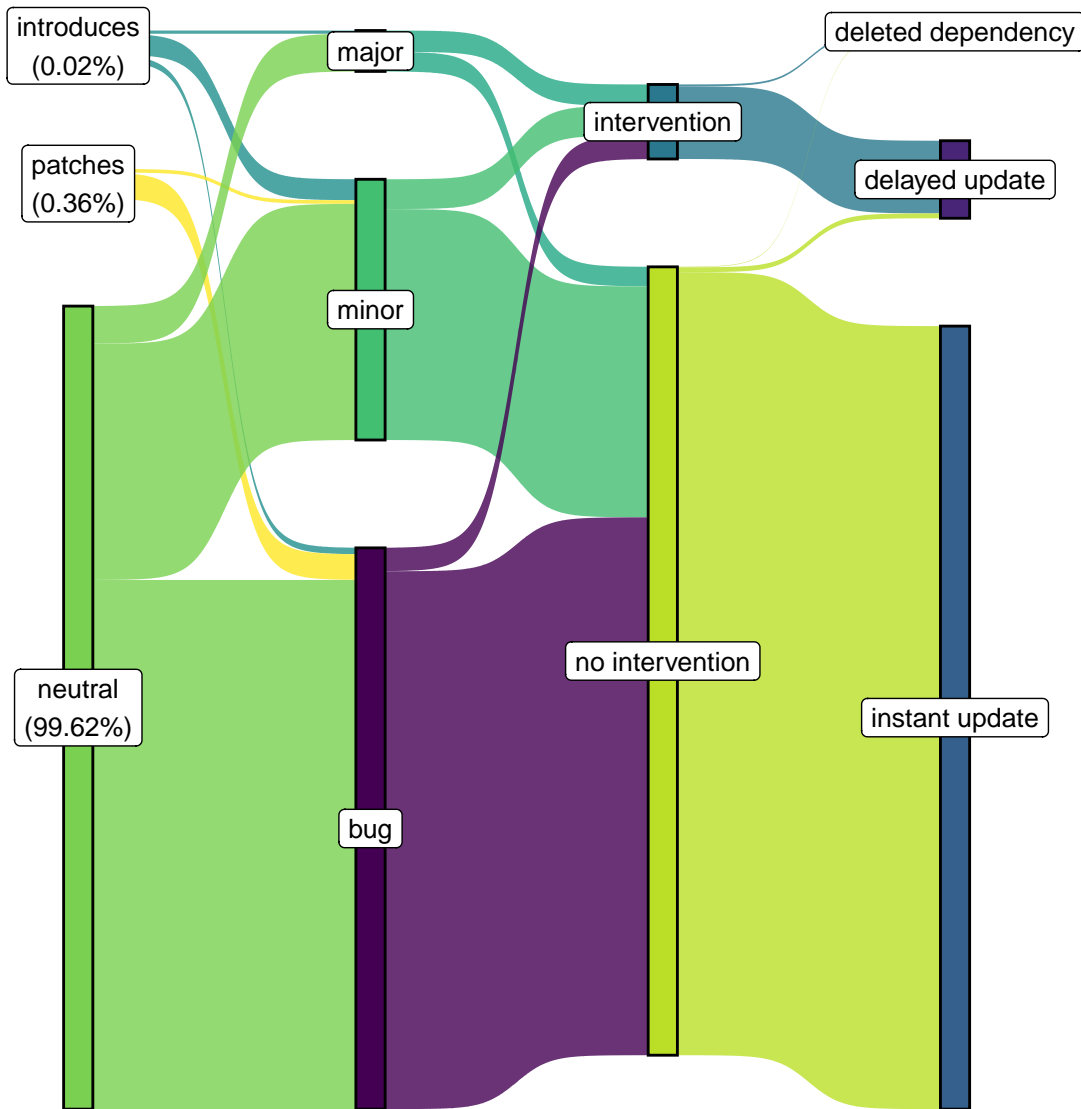 introduces
(0.02%)
patches
(0.36%)
neutral
(99.62%)
major
minor
bug
intervention
no intervention
deleted dependency
delayed update
instant update